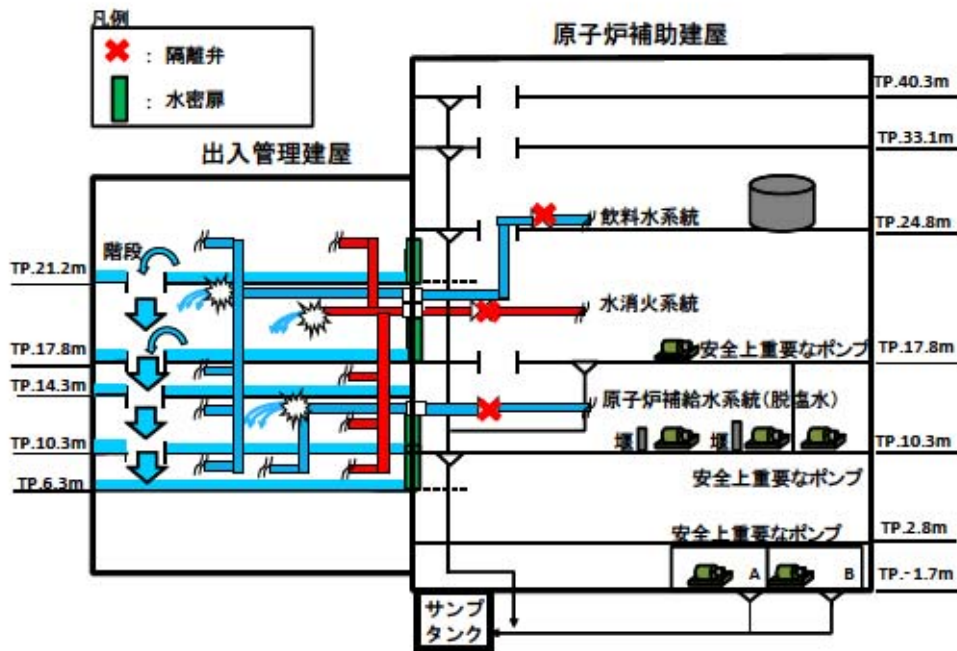 凡例
: 隔離弁
: 水密扉
原子炉補助建屋
出入管理建屋
TP.40.3m
TP.33.1m
飲料水系統
TP.24.8m
階段
TP.21.2m
水消火系統
安全上重要なポンプ
TP.17.8m
TP.17.8m
TP.14.3m
原子炉補給水系統(脱塩水)
堰
堰
TP.10.3m
TP.10.3m
安全上重要なポンプ
TP.6.3m
安全上重要なポンプ
TP.2.8m
A
B
TP.-1.7m
サンプ
タンク